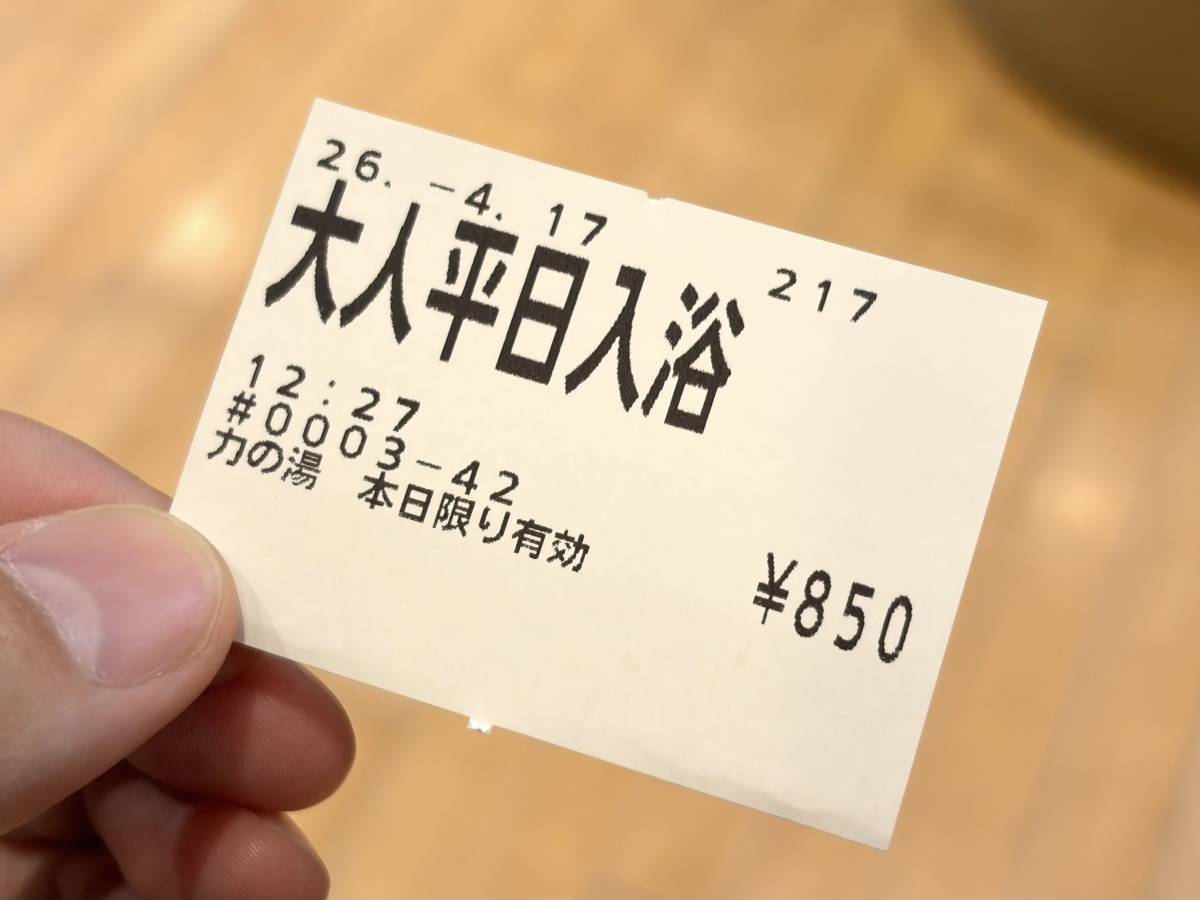 26.-4.17
217
大人平日入浴
12:27
#0003-42
力の湯 本日限り有効
¥850